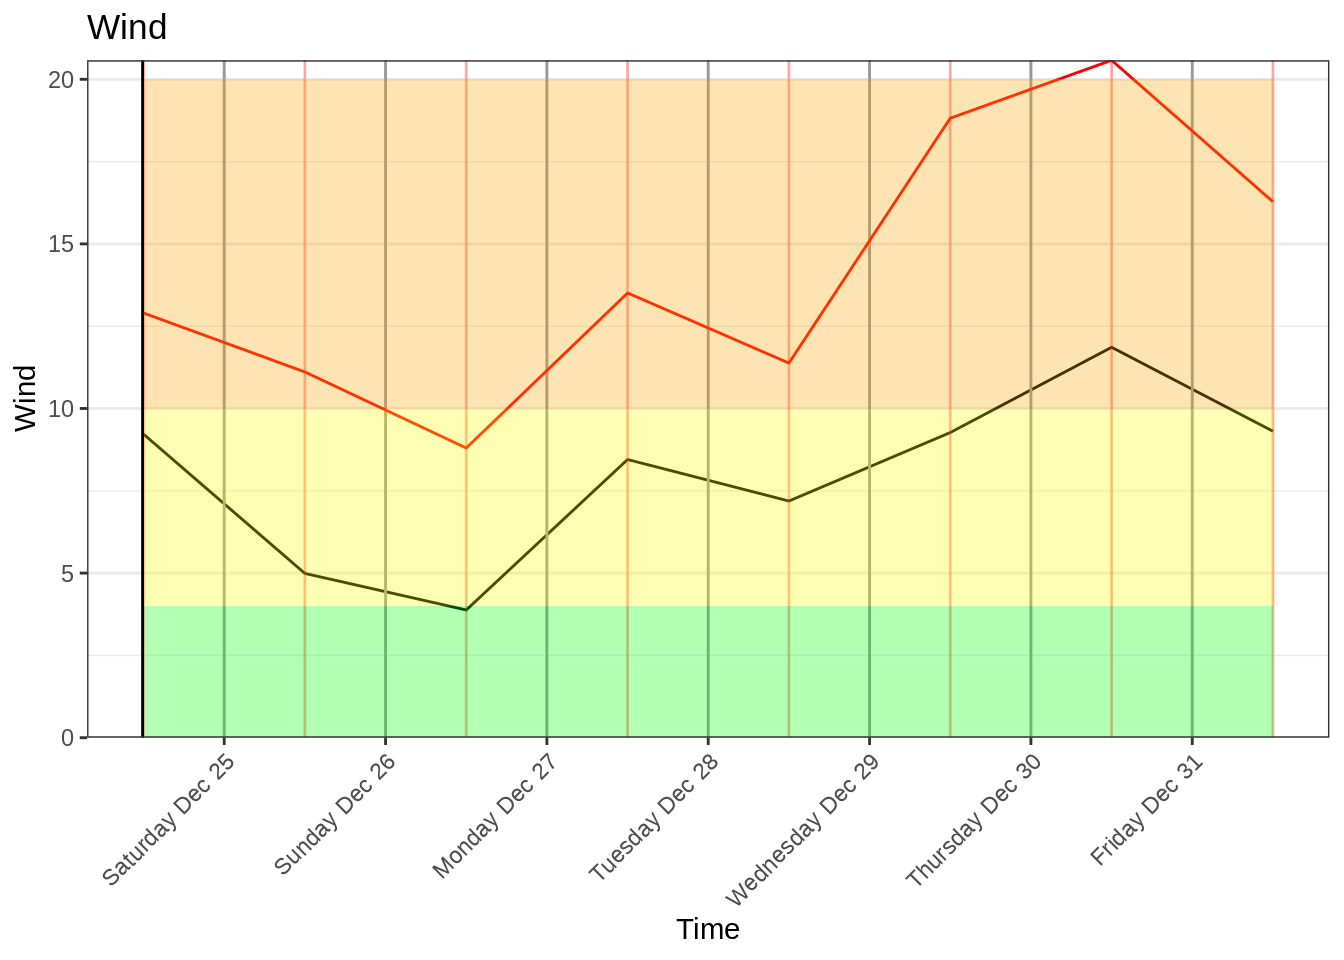 Wind
Wind
20
15
10
5
0
Saturday Dec 25
Sunday Dec 26
Monday Dec 27
Tuesday Dec 28
Wednesday Dec 29
Thursday Dec 30
Friday Dec 31
Time